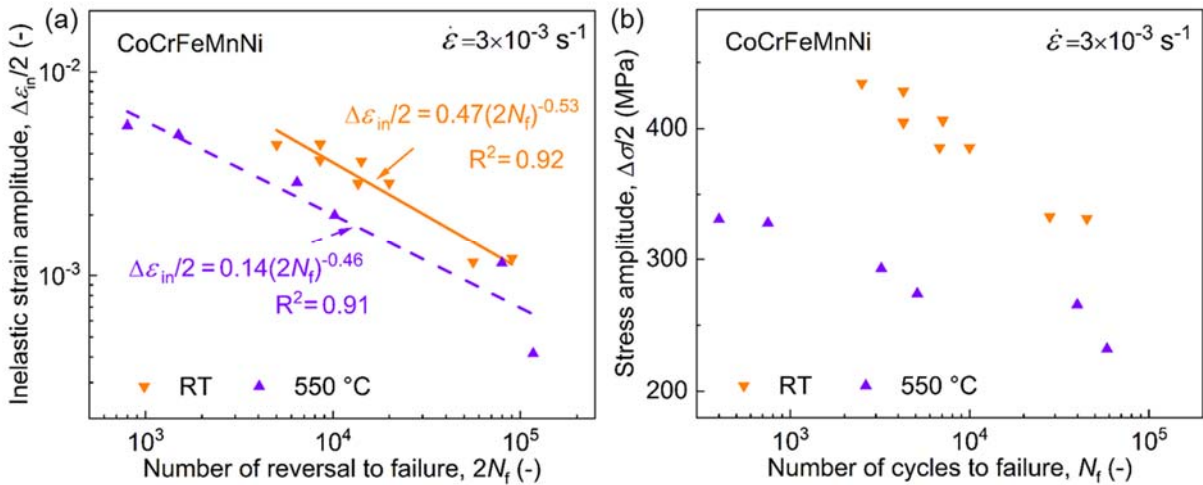 (a)
CoCrFeMnNi
ε̇=3×10⁻³ s⁻¹
Inelastic strain amplitude, Δεᵢₙ/2 (-)
10⁻²
10⁻³
Δεᵢₙ/2 = 0.47(2N_f)⁻⁰·⁵³
R²= 0.92
Δεᵢₙ/2 = 0.14(2N_f)⁻⁰·⁴⁶
R²= 0.91
RT
550 °C
10³
10⁴
10⁵
Number of reversal to failure, 2N_f (-)
(b)
CoCrFeMnNi
ε̇=3×10⁻³ s⁻¹
Stress amplitude, Δσ/2 (MPa)
400
300
200
RT
550 °C
10³
10⁴
10⁵
Number of cycles to failure, N_f (-)